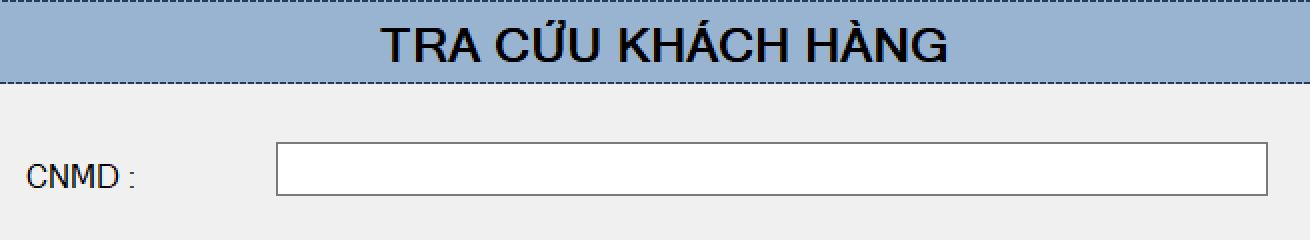 TRA CỨU KHÁCH HÀNG
CNMD :